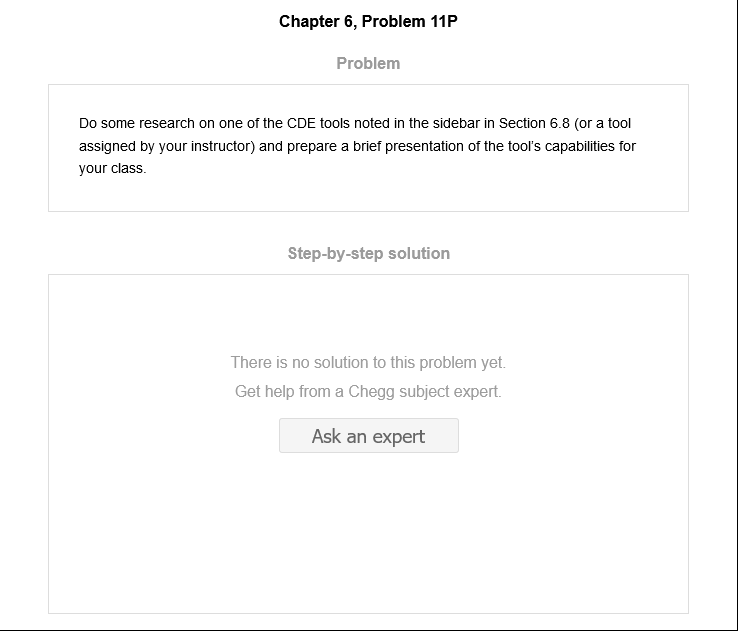 Chapter 6, Problem 11P
Problem
Do some research on one of the CDE tools noted in the sidebar in Section 6.8 (or a tool
assigned by your instructor) and prepare a brief presentation of the tool's capabilities for
your class.
Step-by-step solution
There is no solution to this problem yet.
Get help from a Chegg subject expert.
Ask an expert